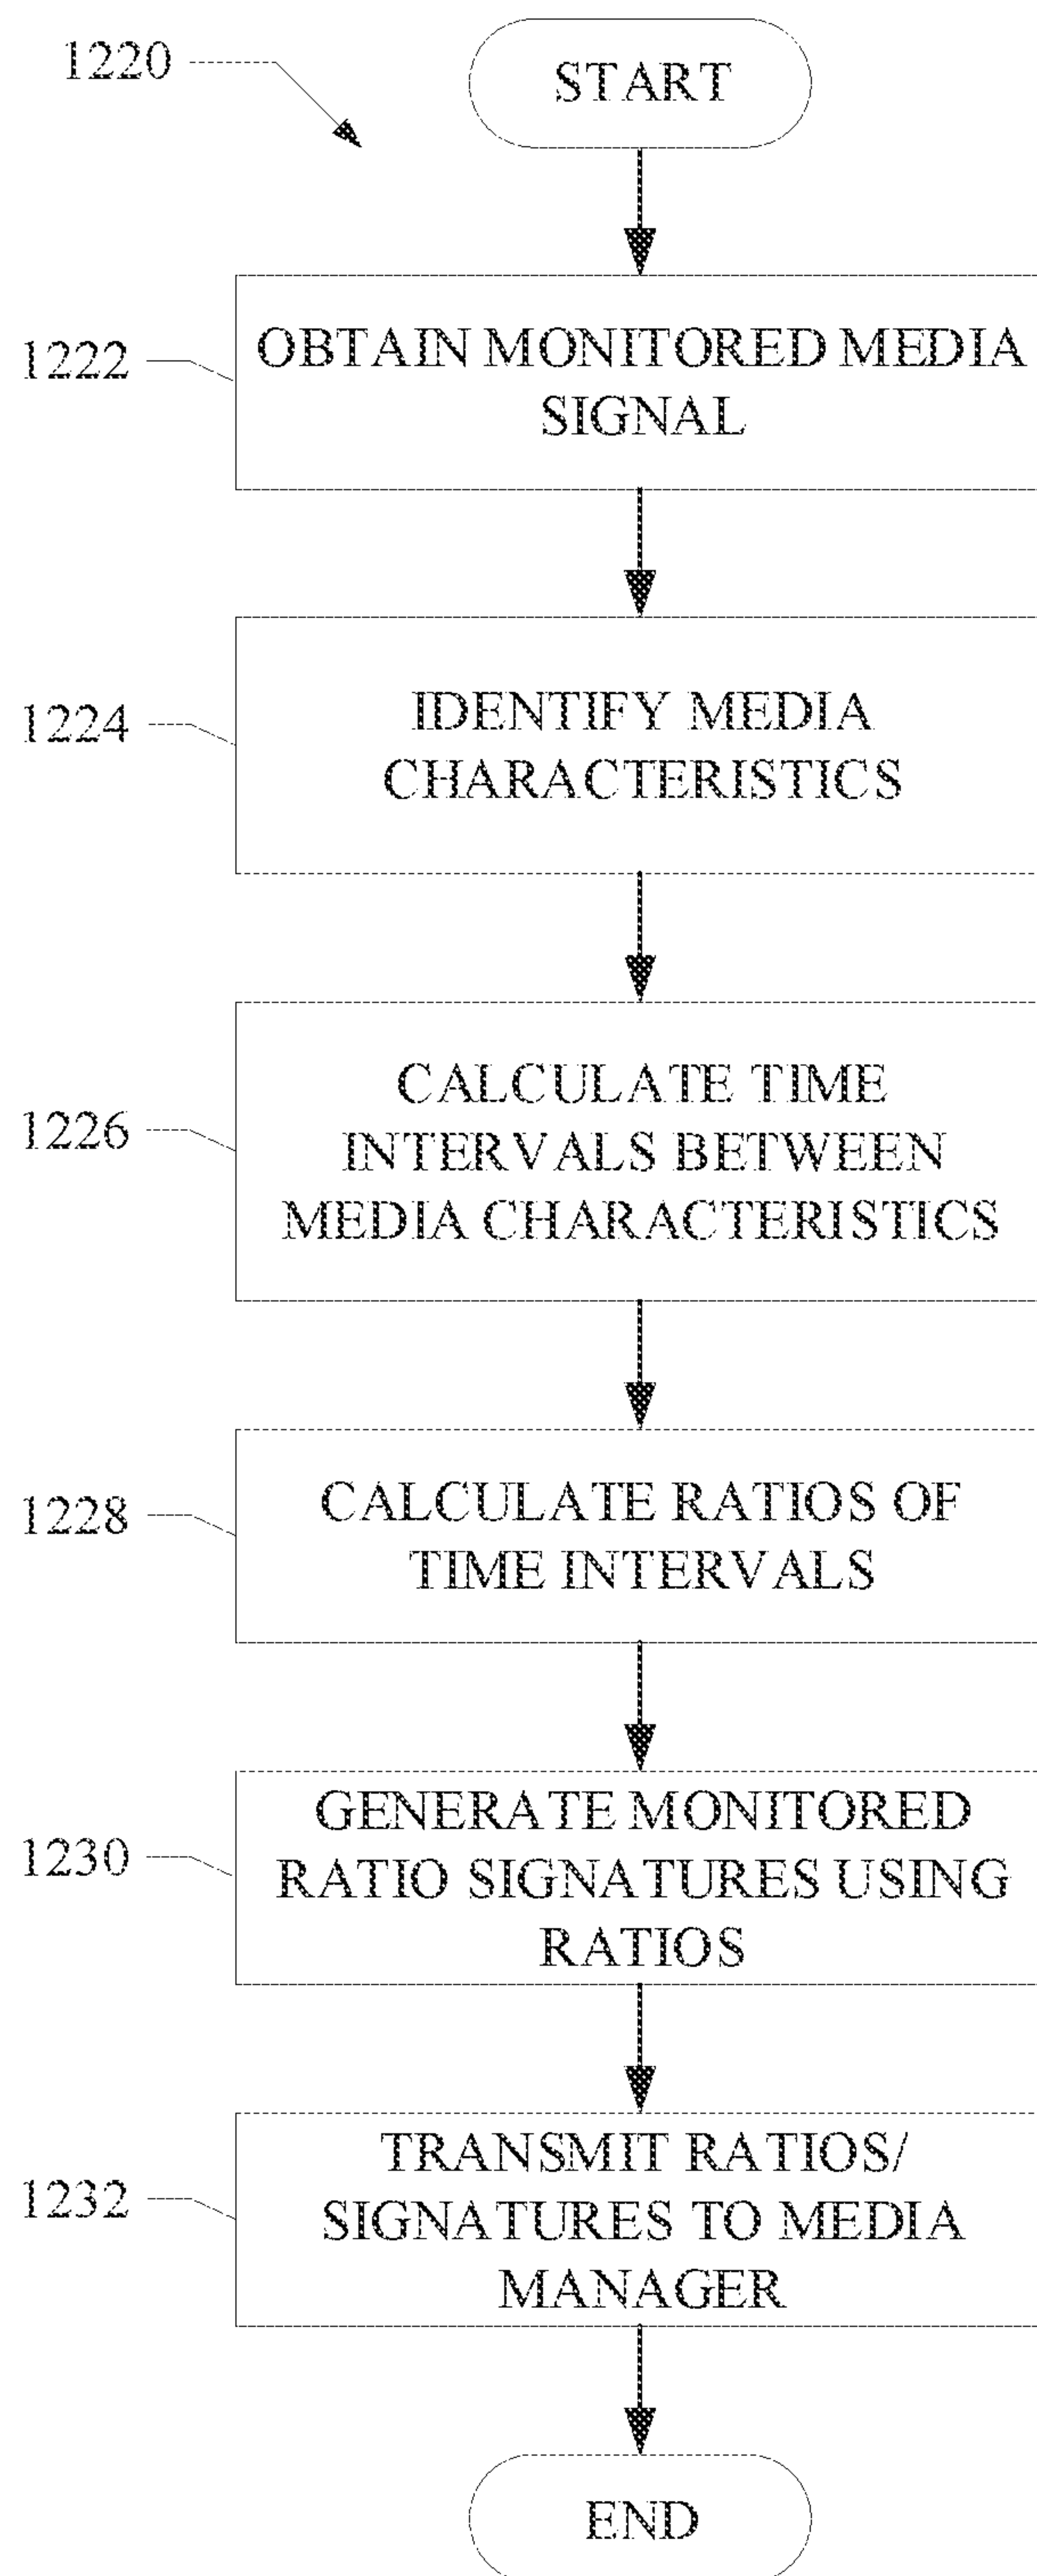 1220
START
1222
OBTAIN MONITORED MEDIA
SIGNAL
1224
IDENTIFY MEDIA
CHARACTERISTICS
1226
CALCULATE TIME
INTERVALS BETWEEN
MEDIA CHARACTERISTICS
1228
CALCULATE RATIOS OF
TIME INTERVALS
1230
GENERATE MONITORED
RATIO SIGNATURES USING
RATIOS
1232
TRANSMIT RATIOS/
SIGNATURES TO MEDIA
MANAGER
END